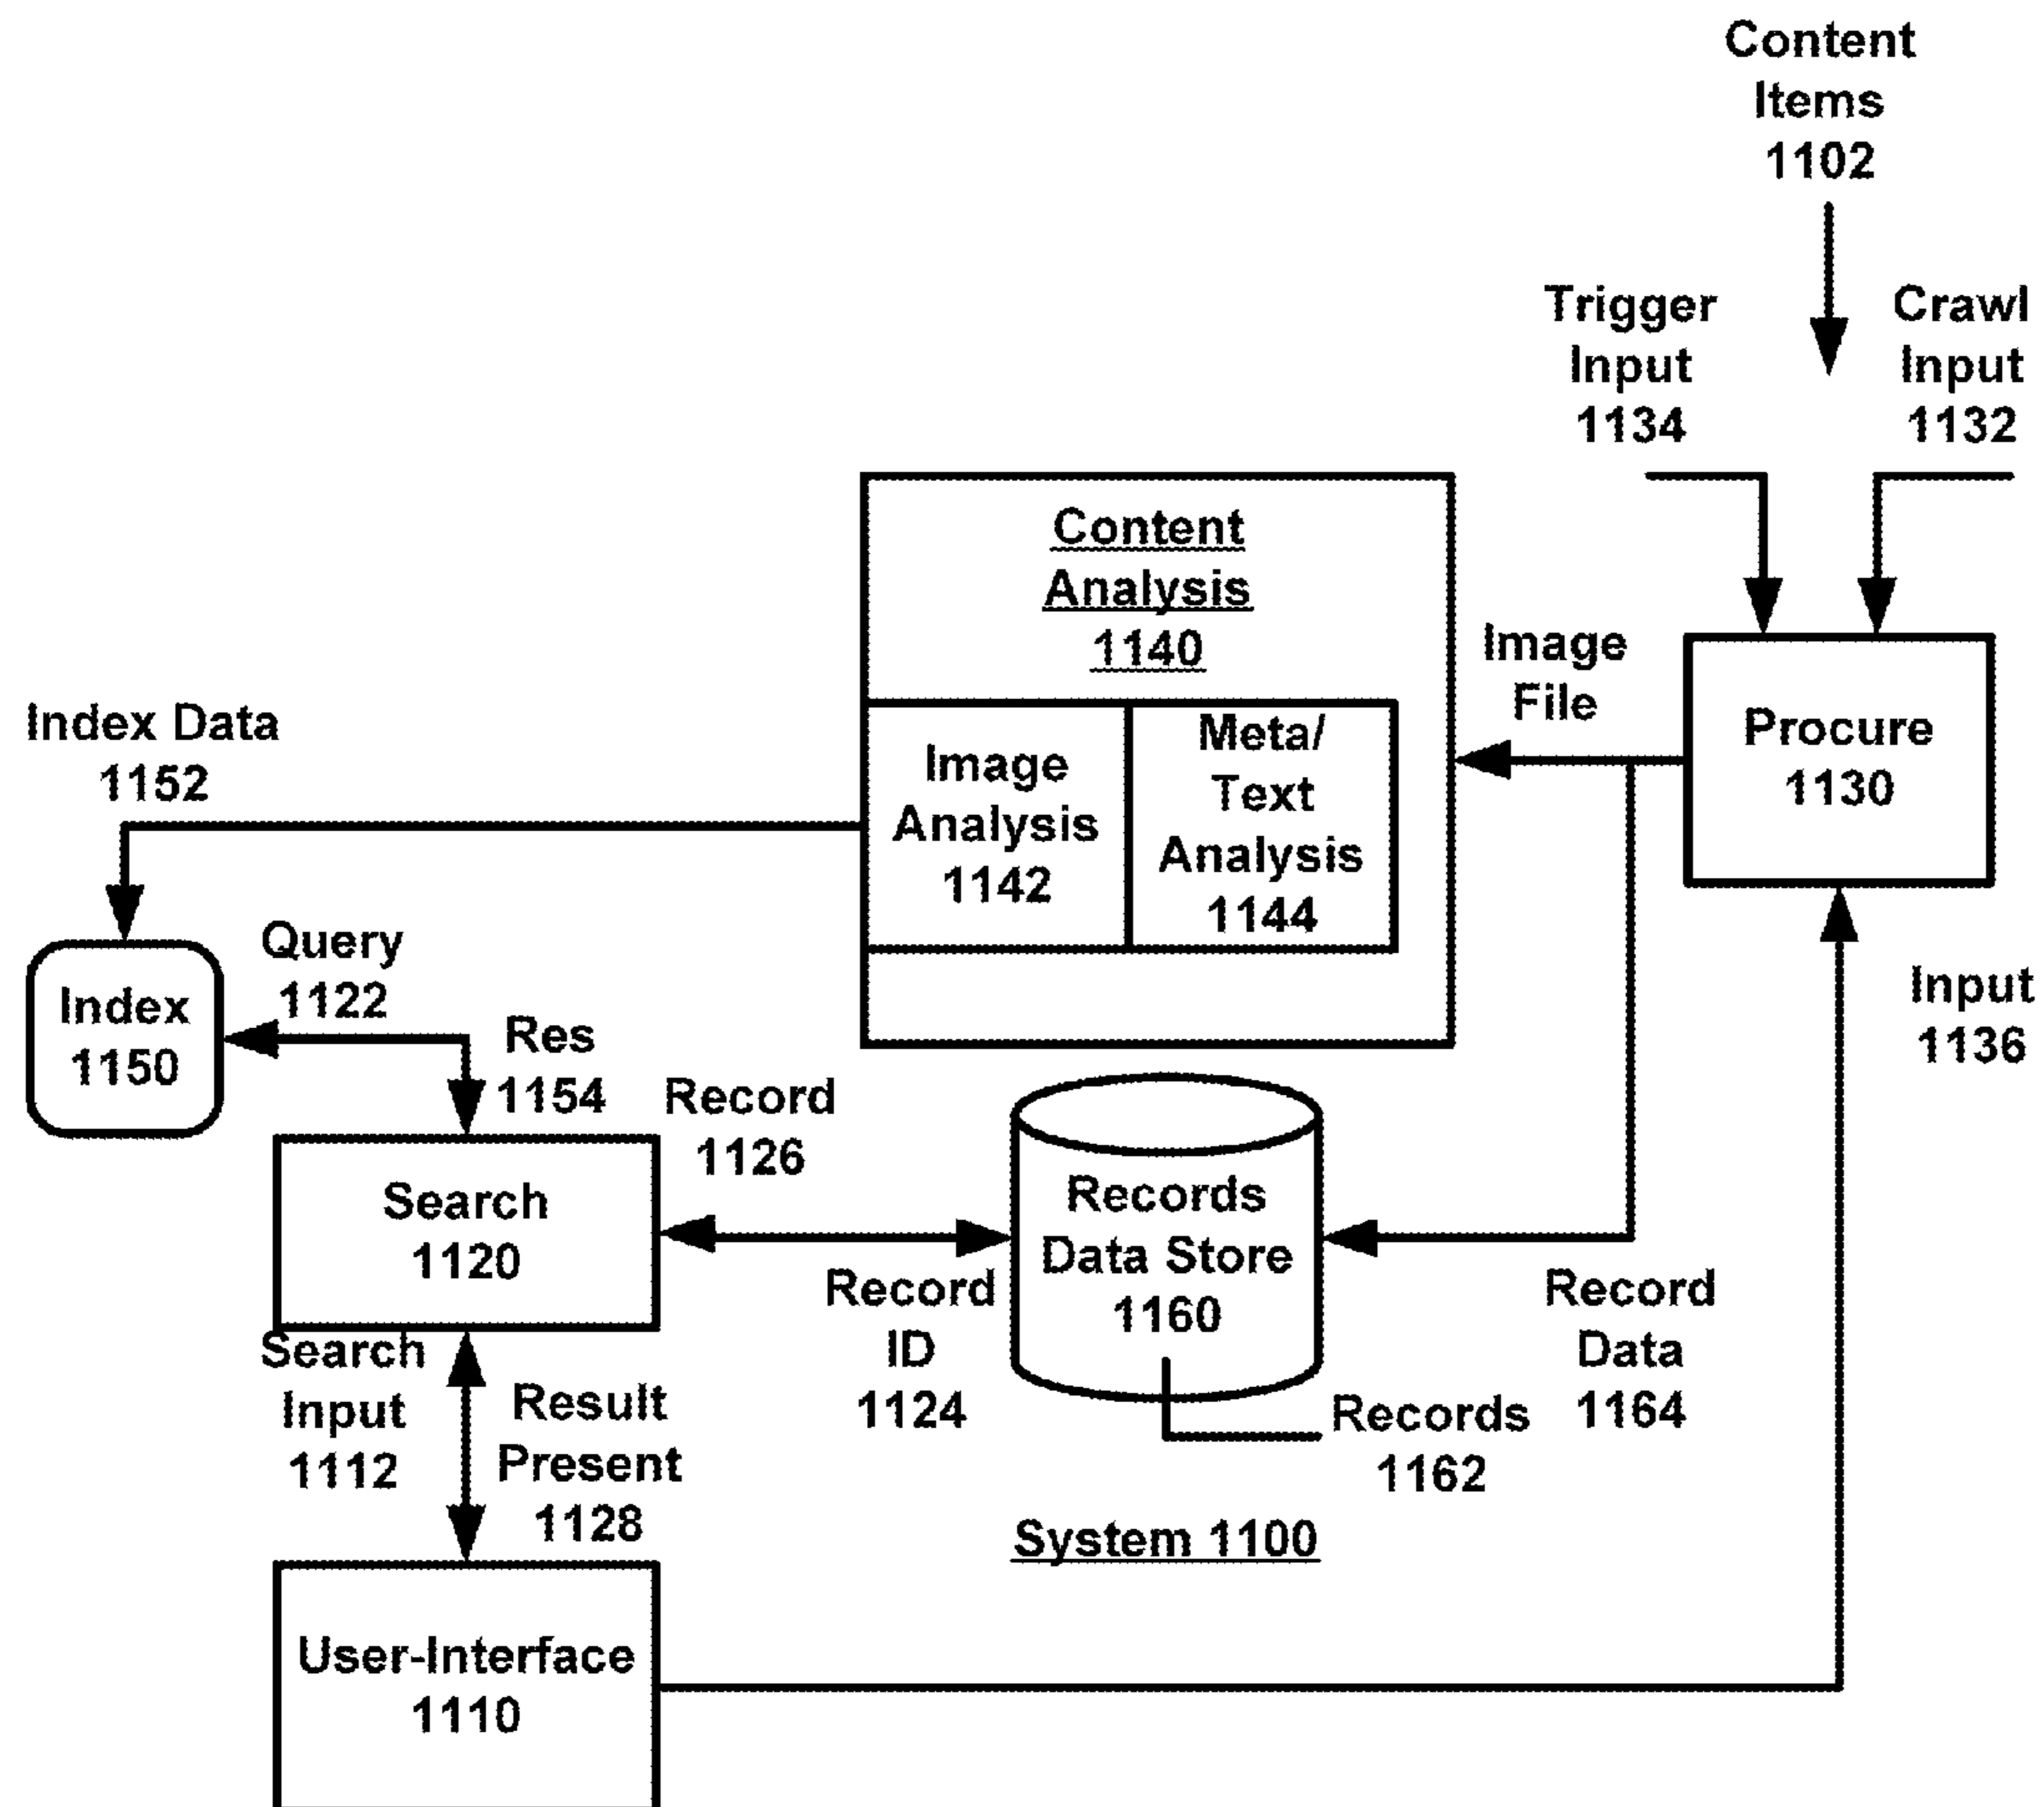 Content
Items
1102
Trigger
Input
1134
Crawl
Input
1132
Content
Analysis
1140
Image
File
Procure
1130
Index Data
1152
Image
Analysis
1142
Meta/
Text
Analysis
1144
Query
1122
Index
1150
Res
1154
Input
1136
Record
1126
Search
1120
Records
Data Store
1160
Record
ID
1124
Record
Data
1164
Search
Input
1112
Result
Present
1128
Records
1162
System 1100
User-Interface
1110